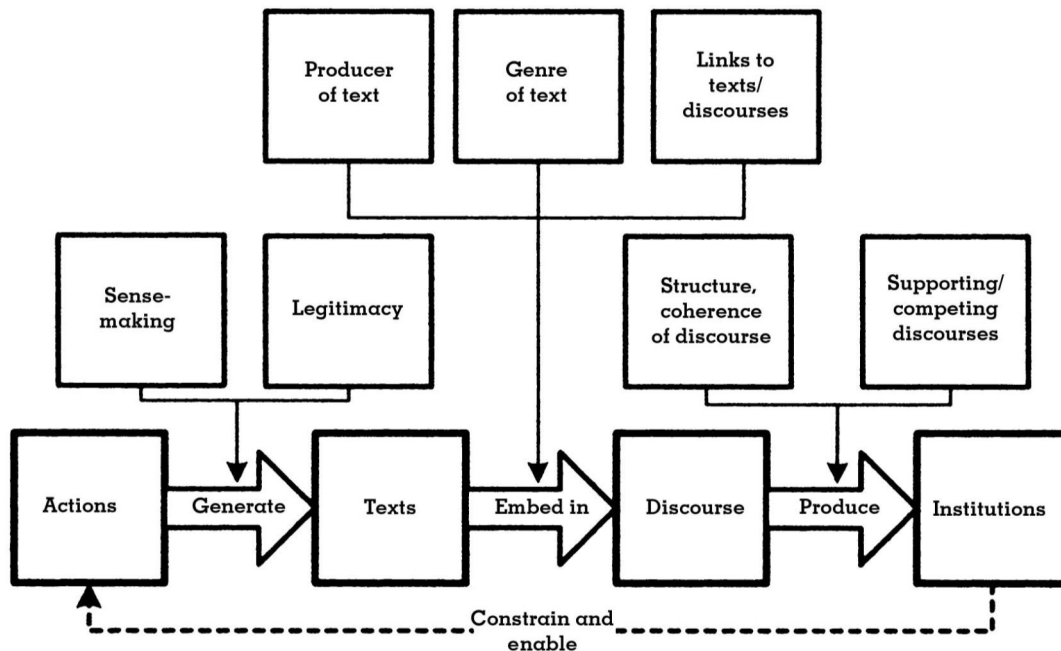 Producer
of text
Genre
of text
Links to
texts/
discourses
Sense-
making
Legitimacy
Structure,
coherence
of discourse
Supporting/
competing
discourses
Actions
Generate
Texts
Embed in
Discourse
Produce
Institutions
Constrain and
enable